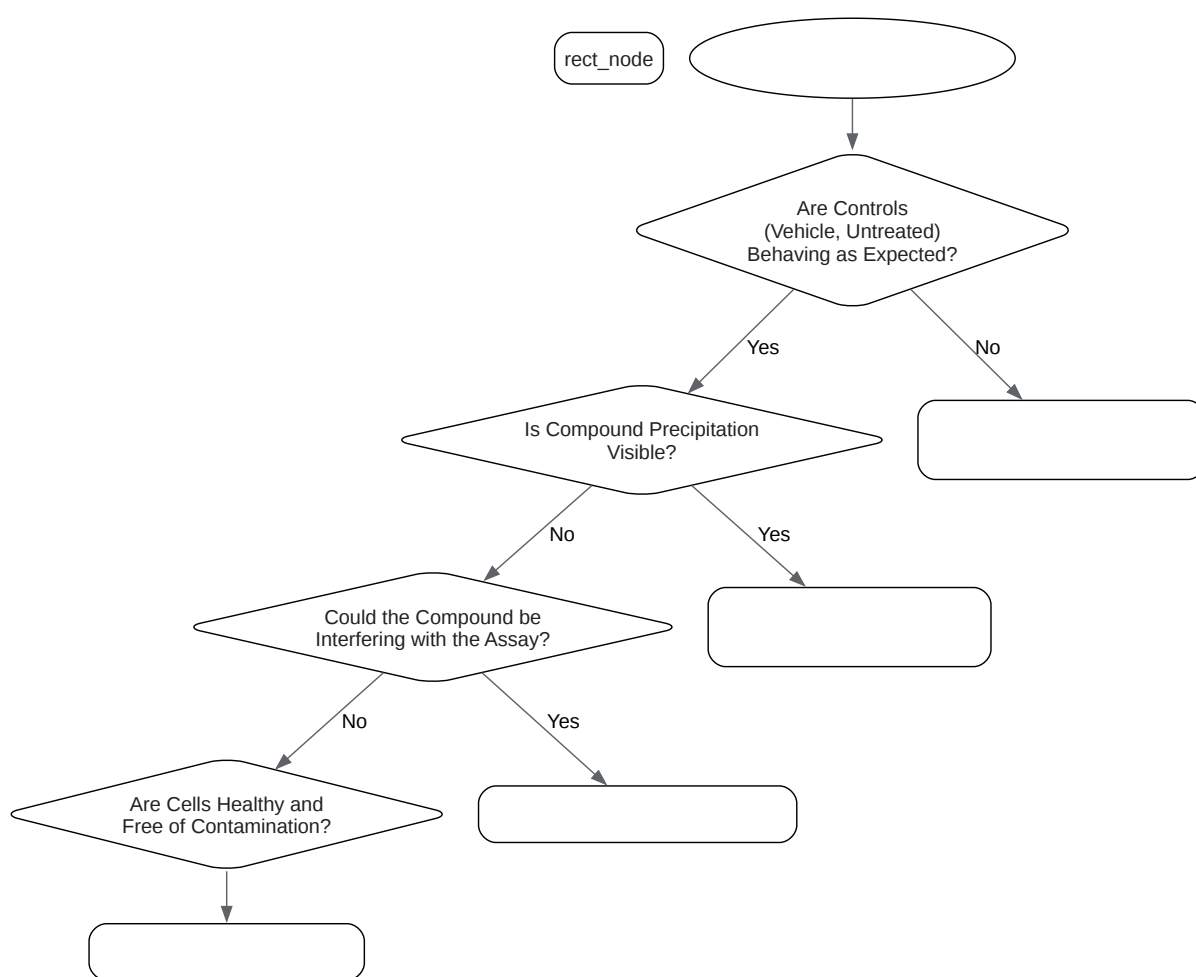 rect_node
Are Controls
(Vehicle, Untreated)
Behaving as Expected?
Yes
No
Is Compound Precipitation
Visible?
No
Yes
Could the Compound be
Interfering with the Assay?
No
Yes
Are Cells Healthy and
Free of Contamination?